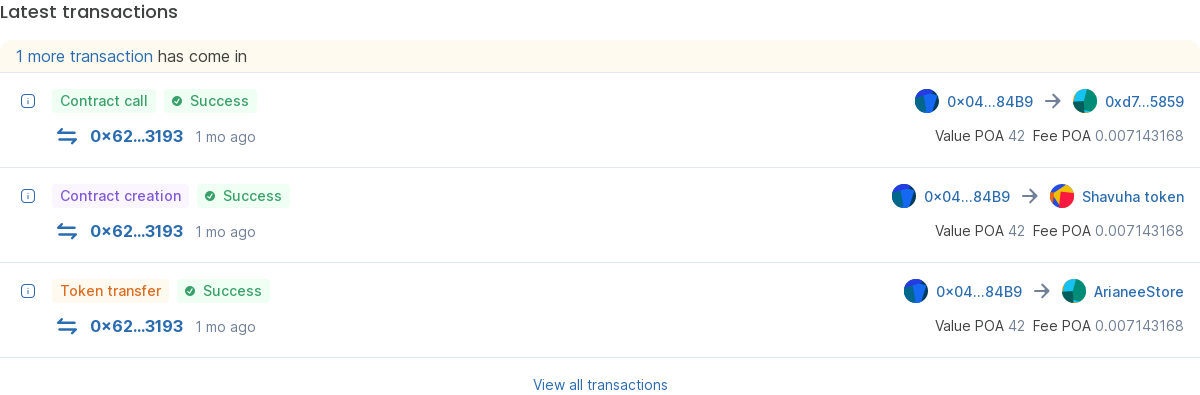 Latest transactions
1 more transaction has come in
Contract call Success 0×04...84B9 → 0xd7...5859
0×62...3193 1 mo ago Value POA 42 Fee POA 0.007143168
Contract creation Success 0×04...84B9 → Shavuha token
0×62...3193 1 mo ago Value POA 42 Fee POA 0.007143168
Token transfer Success 0×04...84B9 → ArianeeStore
0×62...3193 1 mo ago Value POA 42 Fee POA 0.007143168
View all transactions